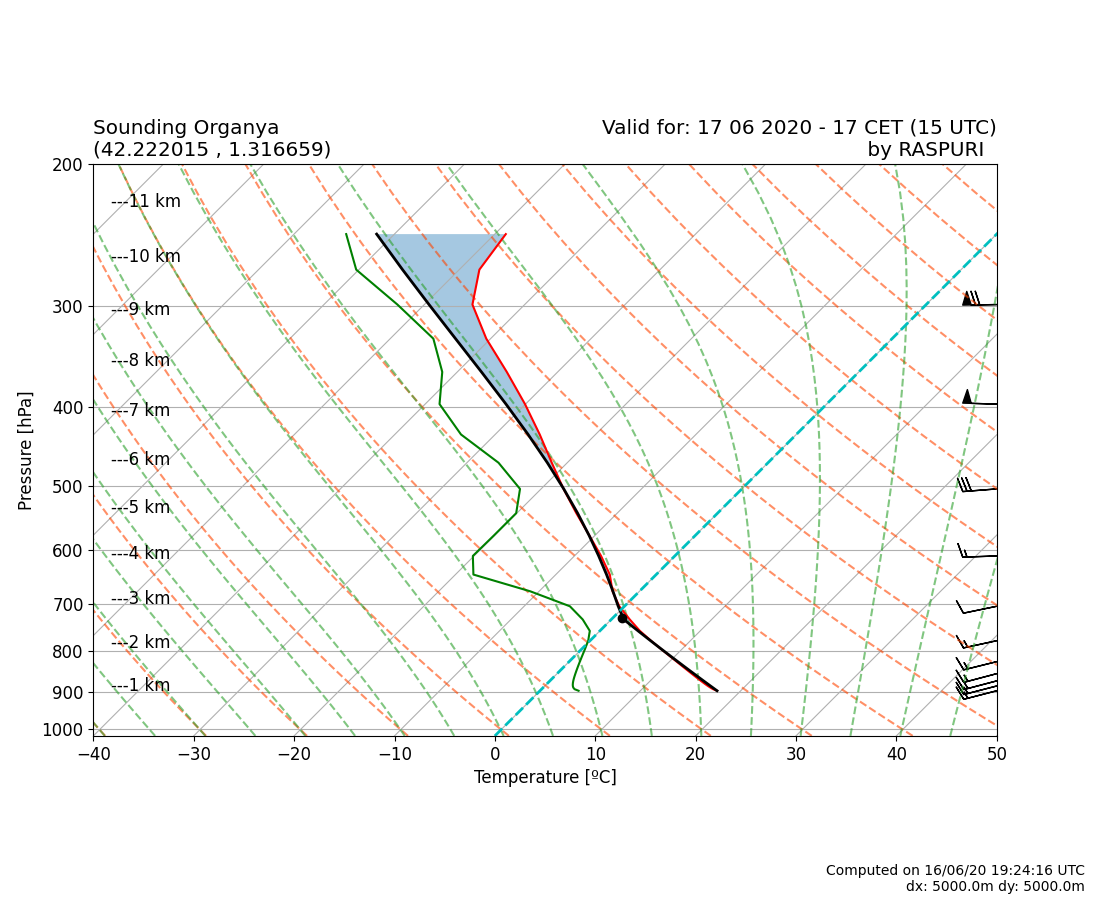 Sounding Organya
(42.222015 , 1.316659)
Valid for: 17 06 2020 - 17 CET (15 UTC)
by RASPURI
200
300
400
500
600
700
800
900
1000
Pressure [hPa]
---11 km
---10 km
---9 km
---8 km
---7 km
---6 km
---5 km
---4 km
---3 km
---2 km
---1 km
−40 −30 −20 −10 0 10 20 30 40 50
Temperature [ºC]
Computed on 16/06/20 19:24:16 UTC
dx: 5000.0m dy: 5000.0m